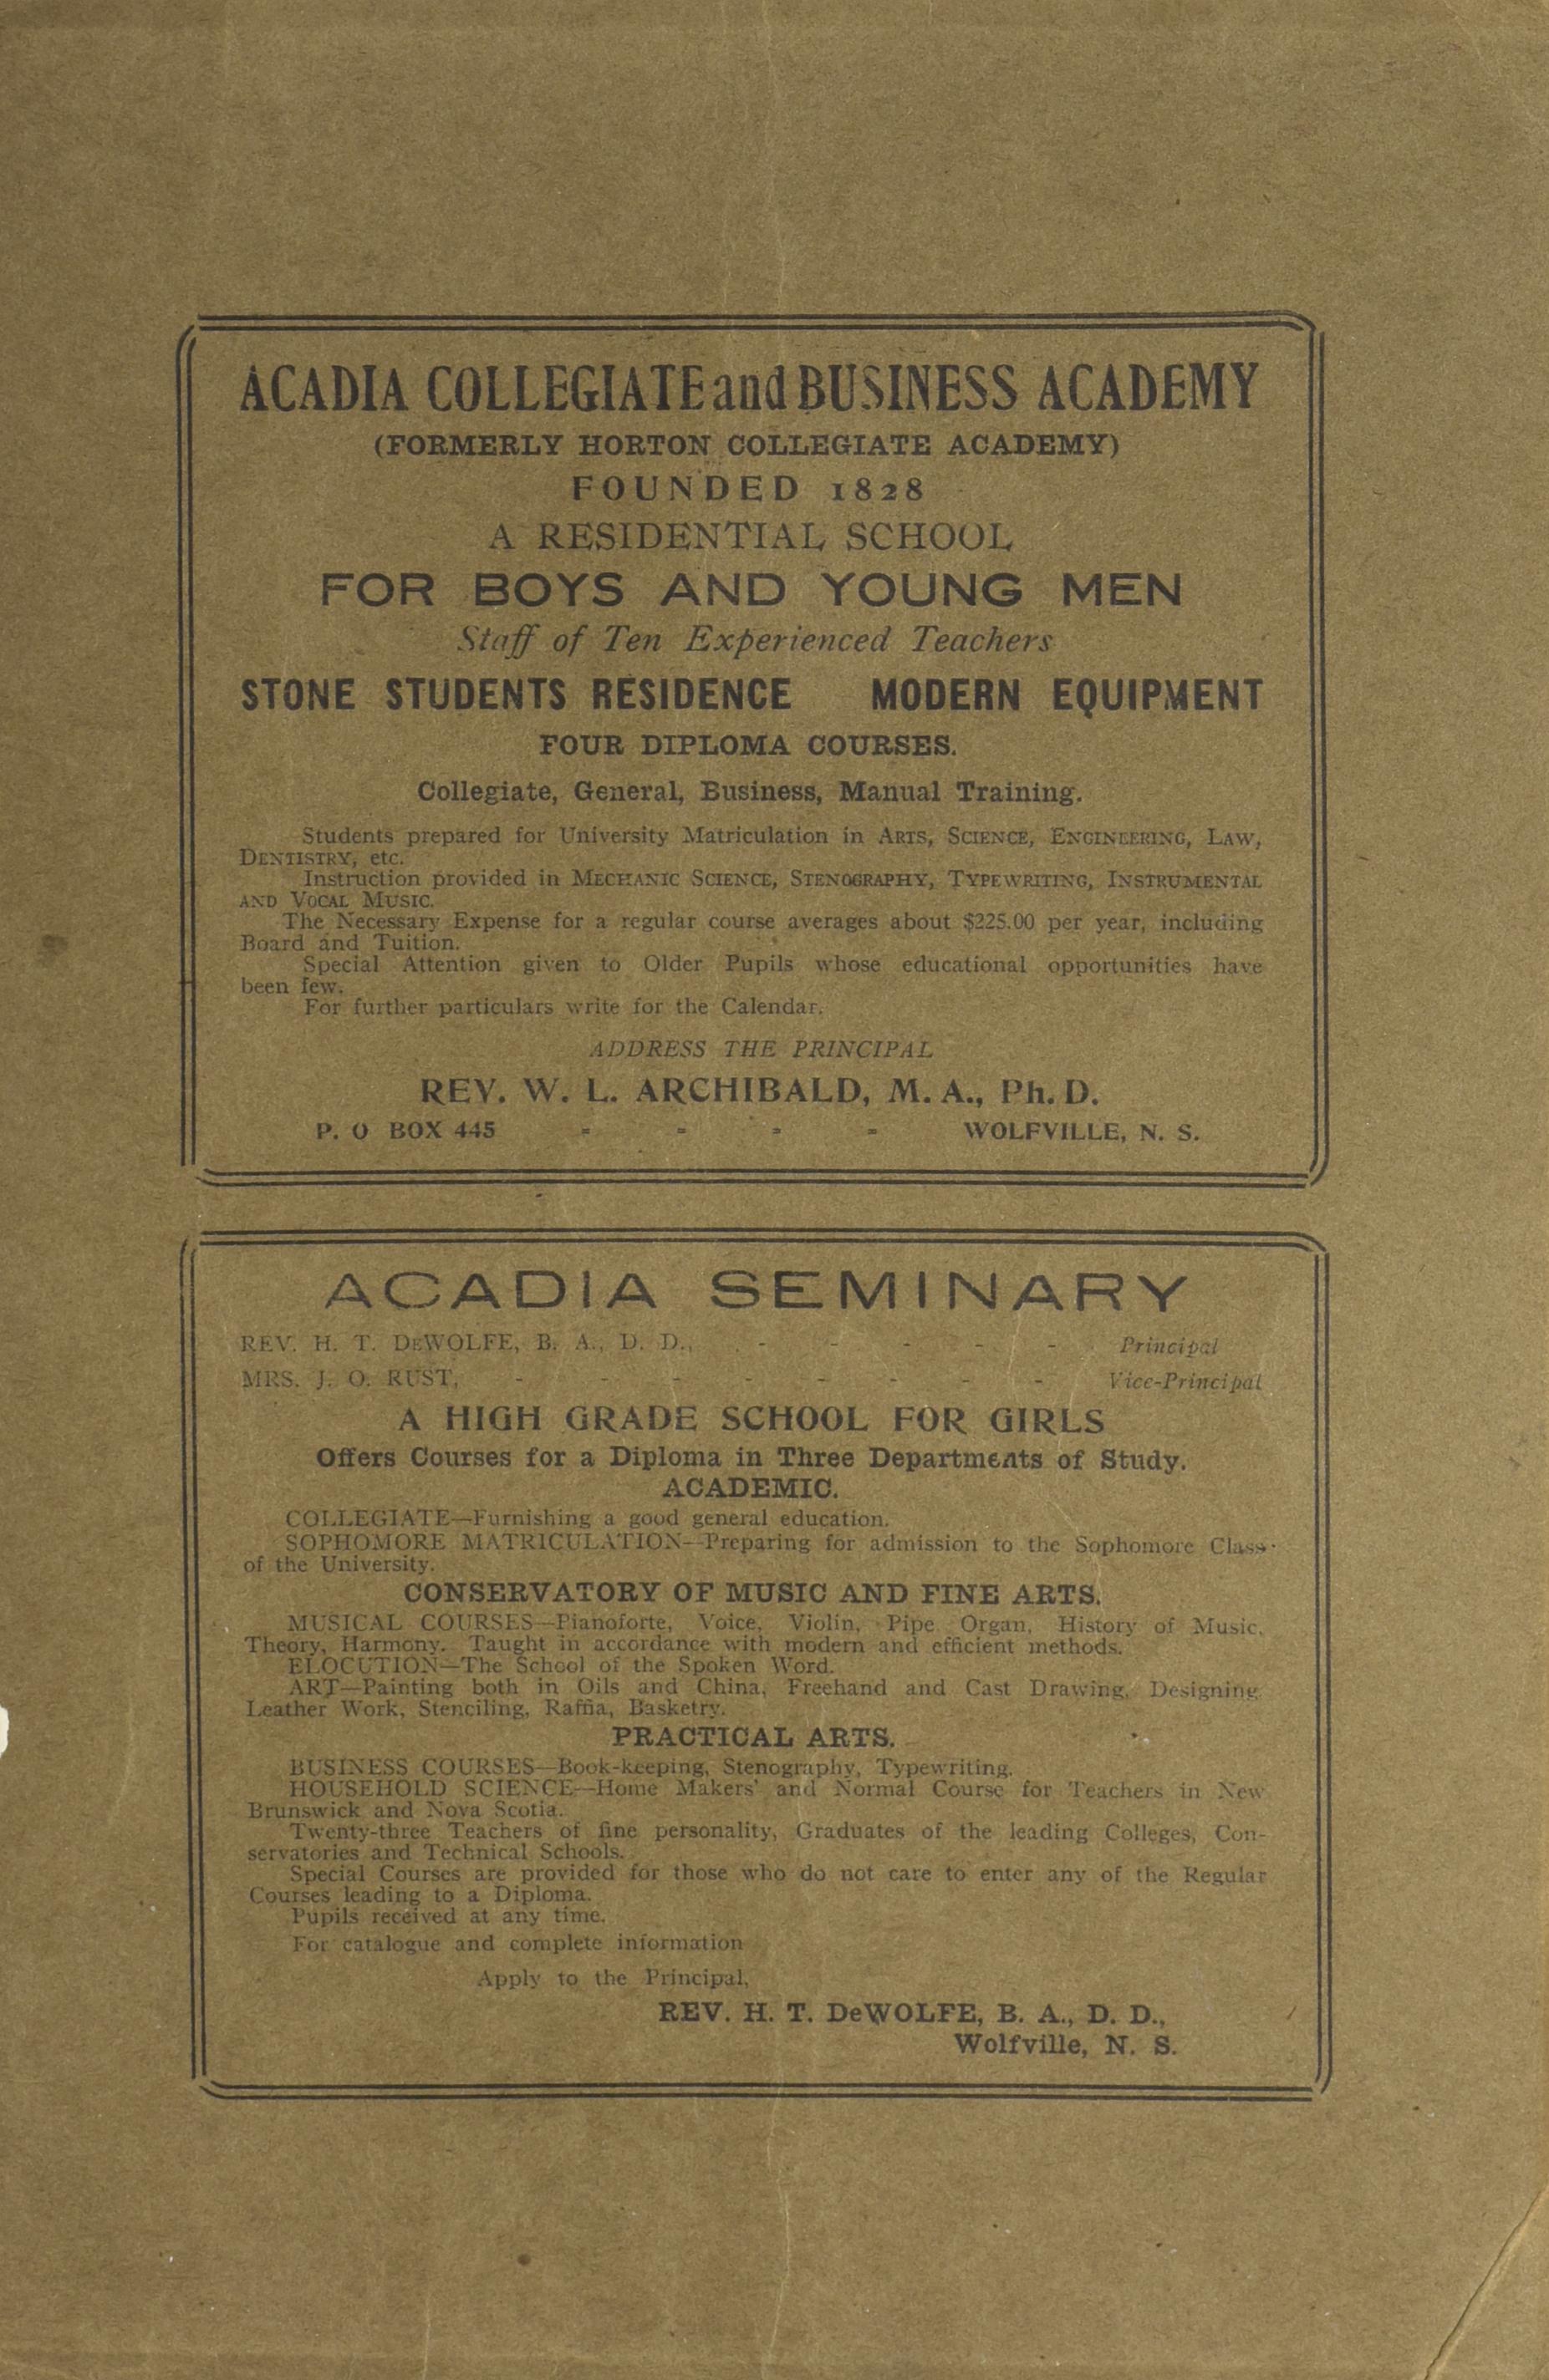 ACADIA COLLEGIATE and BUSINESS ACADEMY
(FORMERLY HORTON COLLEGIATE ACADEMY)
FOUNDED 1828
A RESIDENTIAL SCHOOL
FOR BOYS AND YOUNG MEN
Staff of Ten Experienced Teachers
STONE STUDENTS RESIDENCE MODERN EQUIPMENT
FOUR DIPLOMA COURSES.
Collegiate, General, Business, Manual Training.
Students prepared for University Matriculation in ARTS, SCIENCE, ENGINEERING, LAW,
DENTISTRY, etc.
Instruction provided in MECHANIC SCIENCE, STENOGRAPHY, TYPEWRITING, INSTRUMENTAL
AND VOCAL MUSIC.
The Necessary Expense for a regular course averages about $225.00 per year, including
Board and Tuition.
Special Attention given to Older Pupils whose educational opportunities have
been few.
For further particulars write for the Calendar.
ADDRESS THE PRINCIPAL
REV. W. L. ARCHIBALD, M. A., Ph. D.
P. O BOX 445 - - - - WOLFVILLE, N. S.
ACADIA SEMINARY
REV. H. T. DEWOLFE, B. A., D. D., - - - - - Principal
MRS. J. O. RUST, - - - - - - - - Vice-Principal
A HIGH GRADE SCHOOL FOR GIRLS
Offers Courses for a Diploma in Three Departments of Study.
ACADEMIC.
COLLEGIATE—Furnishing a good general education.
SOPHOMORE MATRICULATION—Preparing for admission to the Sophomore Class
of the University.
CONSERVATORY OF MUSIC AND FINE ARTS.
MUSICAL COURSES—Pianoforte, Voice, Violin, Pipe Organ, History of Music,
Theory, Harmony. Taught in accordance with modern and efficient methods.
ELOCUTION—The School of the Spoken Word.
ART—Painting both in Oils and China, Freehand and Cast Drawing, Designing
Leather Work, Stenciling, Raffia, Basketry.
PRACTICAL ARTS.
BUSINESS COURSES—Book-keeping, Stenography, Typewriting.
HOUSEHOLD SCIENCE—Home Makers' and Normal Course for Teachers in New
Brunswick and Nova Scotia.
Twenty-three Teachers of fine personality, Graduates of the leading Colleges, Con-
servatories and Technical Schools.
Special Courses are provided for those who do not care to enter any of the Regular
Courses leading to a Diploma.
Pupils received at any time.
For catalogue and complete information
Apply to the Principal,
REV. H. T. DeWOLFE, B. A., D. D.,
Wolfville, N. S.